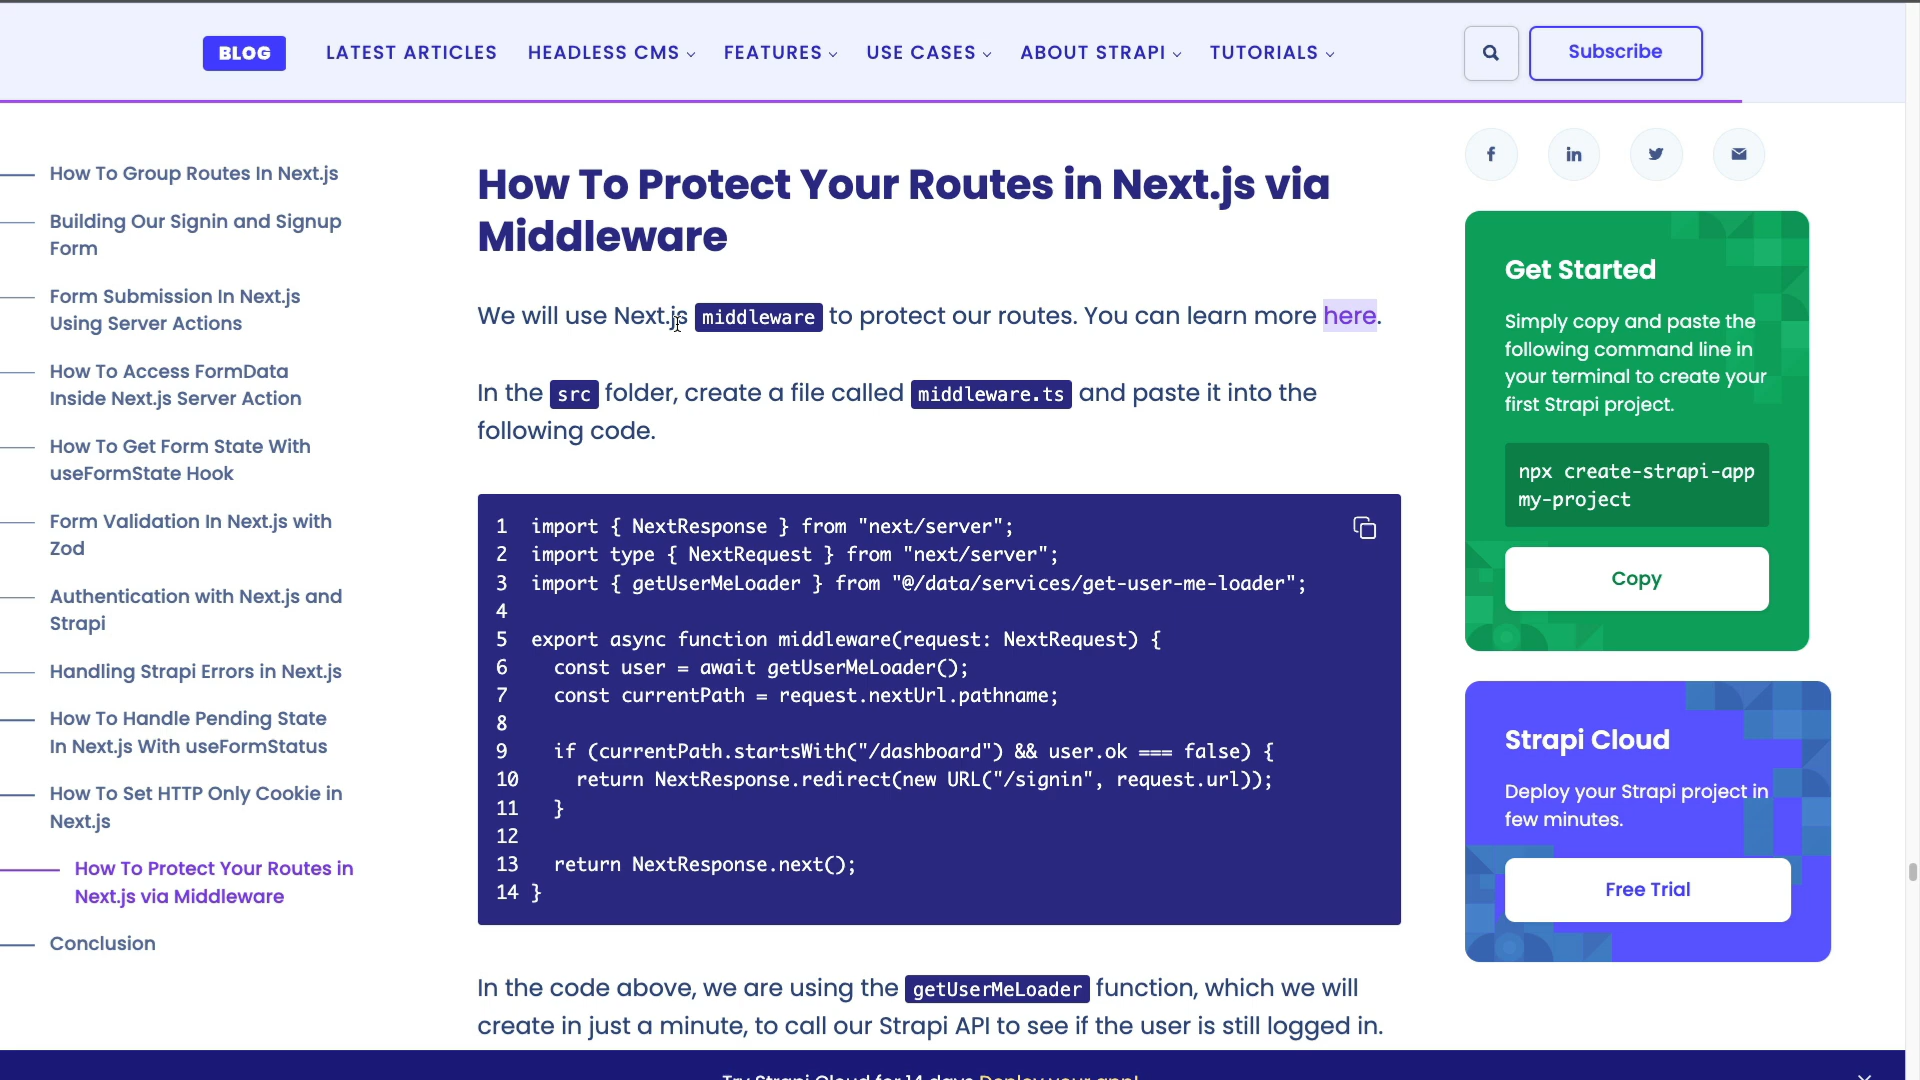 BLOG LATEST ARTICLES HEADLESS CMS FEATURES USE CASES ABOUT STRAPI TUTORIALS Subscribe
How To Group Routes In Next.js
Building Our Signin and Signup
Form
Form Submission In Next.js
Using Server Actions
How To Access FormData
Inside Next.js Server Action
How To Get Form State With
useFormState Hook
Form Validation In Next.js with
Zod
Authentication with Next.js and
Strapi
Handling Strapi Errors in Next.js
How To Handle Pending State
In Next.js With useFormStatus
How To Set HTTP Only Cookie in
Next.js
How To Protect Your Routes in
Next.js via Middleware
Conclusion
How To Protect Your Routes in Next.js via
Middleware
We will use Next.js middleware to protect our routes. You can learn more here.
In the src folder, create a file called middleware.ts and paste it into the
following code.
1 import { NextResponse } from "next/server";
2 import type { NextRequest } from "next/server";
3 import { getUserMeLoader } from "@/data/services/get-user-me-loader";
4
5 export async function middleware(request: NextRequest) {
6 const user = await getUserMeLoader();
7 const currentPath = request.nextUrl.pathname;
8
9 if (currentPath.startsWith("/dashboard") && user.ok === false) {
10 return NextResponse.redirect(new URL("/signin", request.url));
11 }
12
13 return NextResponse.next();
14 }
In the code above, we are using the getUserMeLoader function, which we will
create in just a minute, to call our Strapi API to see if the user is still logged in.
Get Started
Simply copy and paste the
following command line in
your terminal to create your
first Strapi project.
npx create-strapi-app
my-project
Copy
Strapi Cloud
Deploy your Strapi project in
few minutes.
Free Trial
Try Strapi Cloud for 14 days Deploy your app!